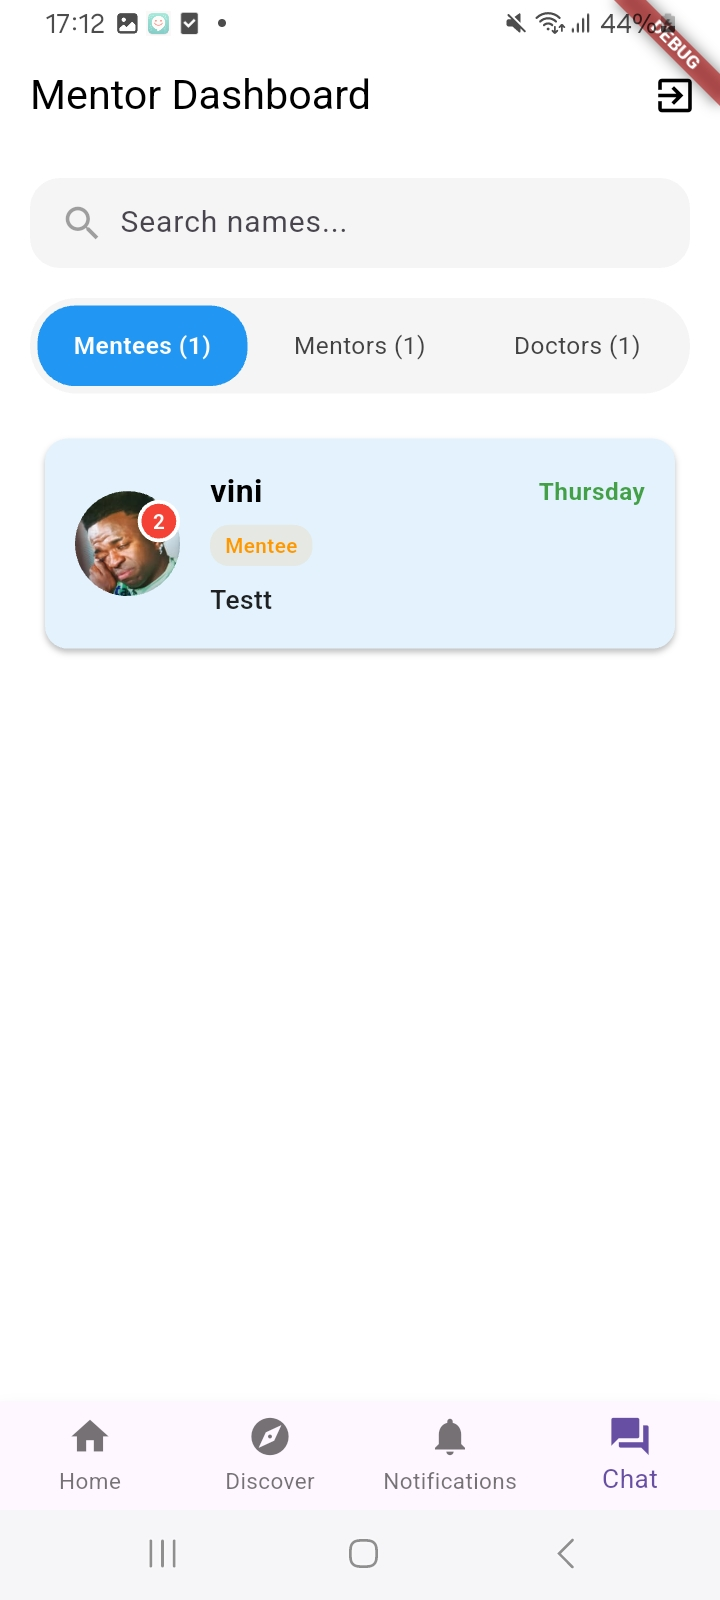 17:12
44%
DEBUG
Mentor Dashboard
Search names...
Mentees (1)
Mentors (1)
Doctors (1)
vini
Thursday
2
Mentee
Testt
Home
Discover
Notifications
Chat